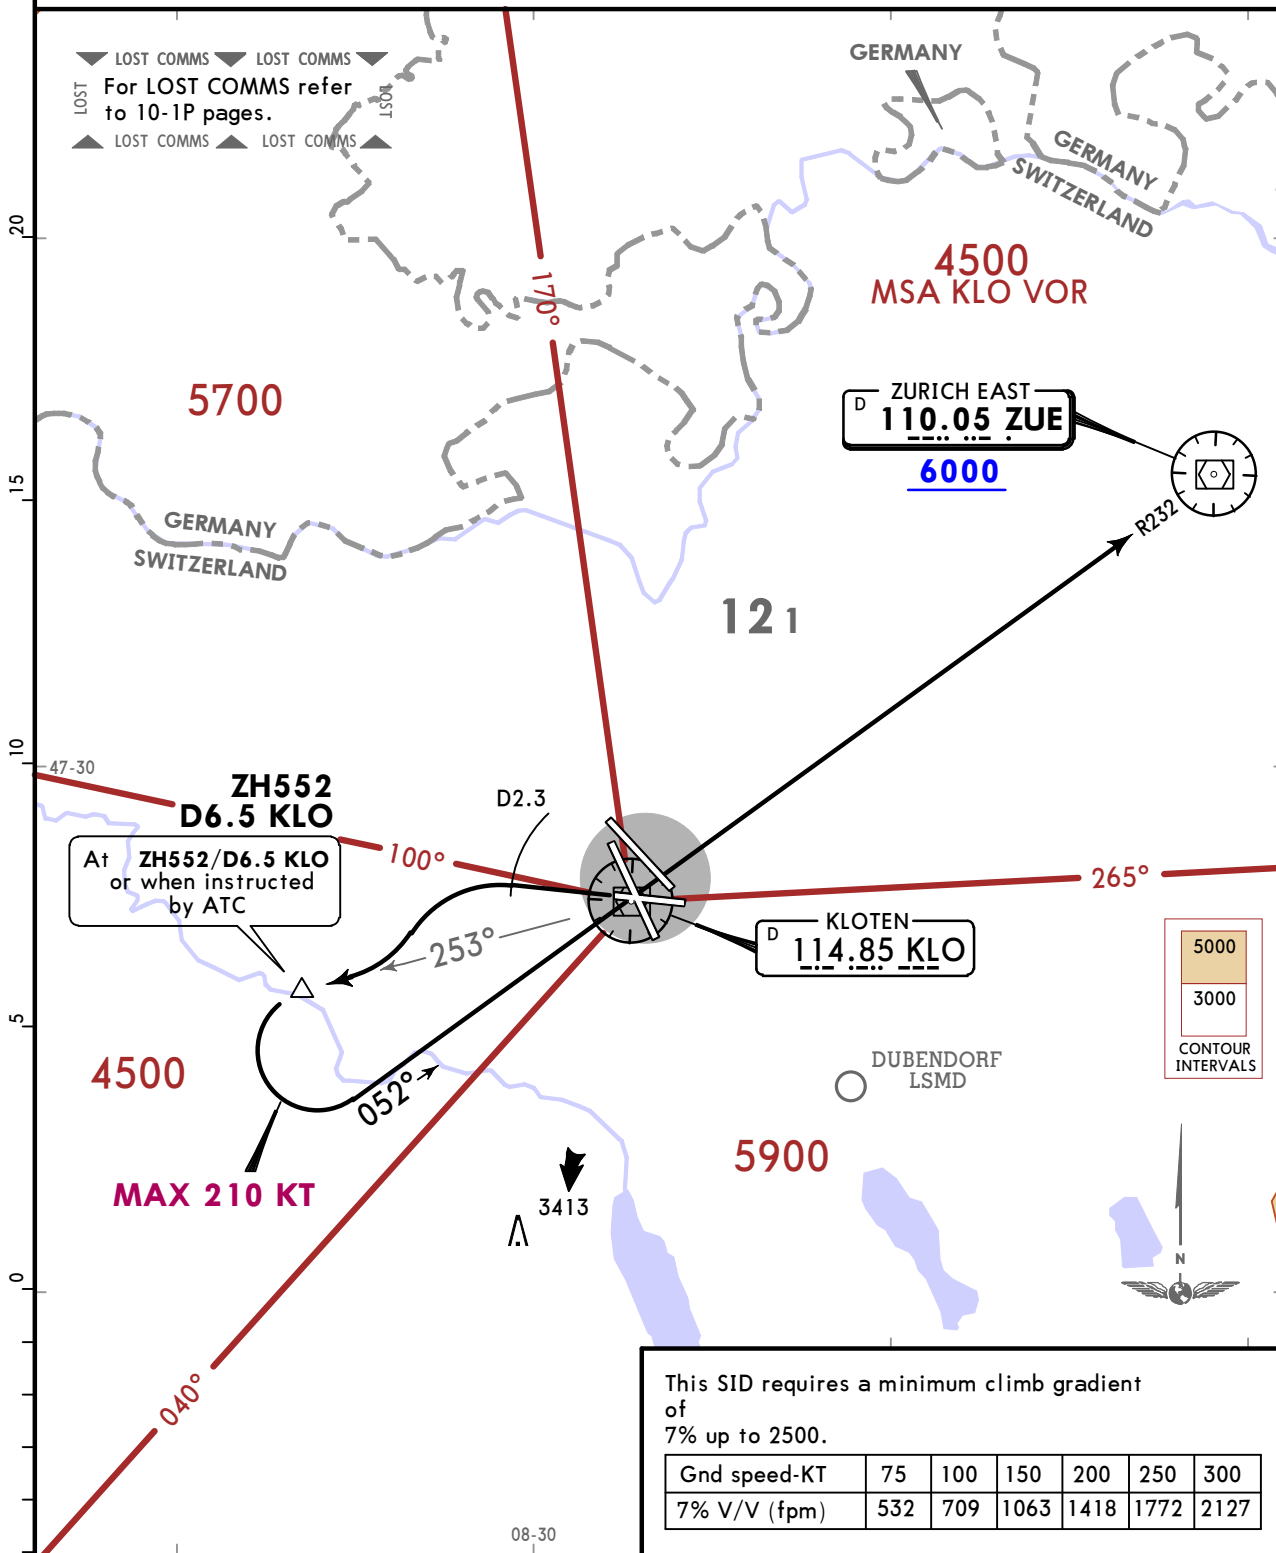 LOST COMMS LOST COMMS
LOST
For LOST COMMS refer
to 10-1P pages.
LOST
LOST COMMS LOST COMMS
GERMANY
GERMANY
SWITZERLAND
20
4500
MSA KLO VOR
170°
5700
ZURICH EAST
D 110.05 ZUE
6000
15
R232
GERMANY
SWITZERLAND
12 1
10
47-30
ZH552
D6.5 KLO
D2.3
At ZH552/D6.5 KLO
or when instructed
by ATC
100°
265°
253°
KLOTEN
D 114.85 KLO
5000
3000
CONTOUR
INTERVALS
5
4500
052°
DUBENDORF
LSMD
5900
MAX 210 KT
3413
N
0
040°
This SID requires a minimum climb gradient
of
7% up to 2500.
Gnd speed-KT 75 100 150 200 250 300
7% V/V (fpm) 532 709 1063 1418 1772 2127
08-30